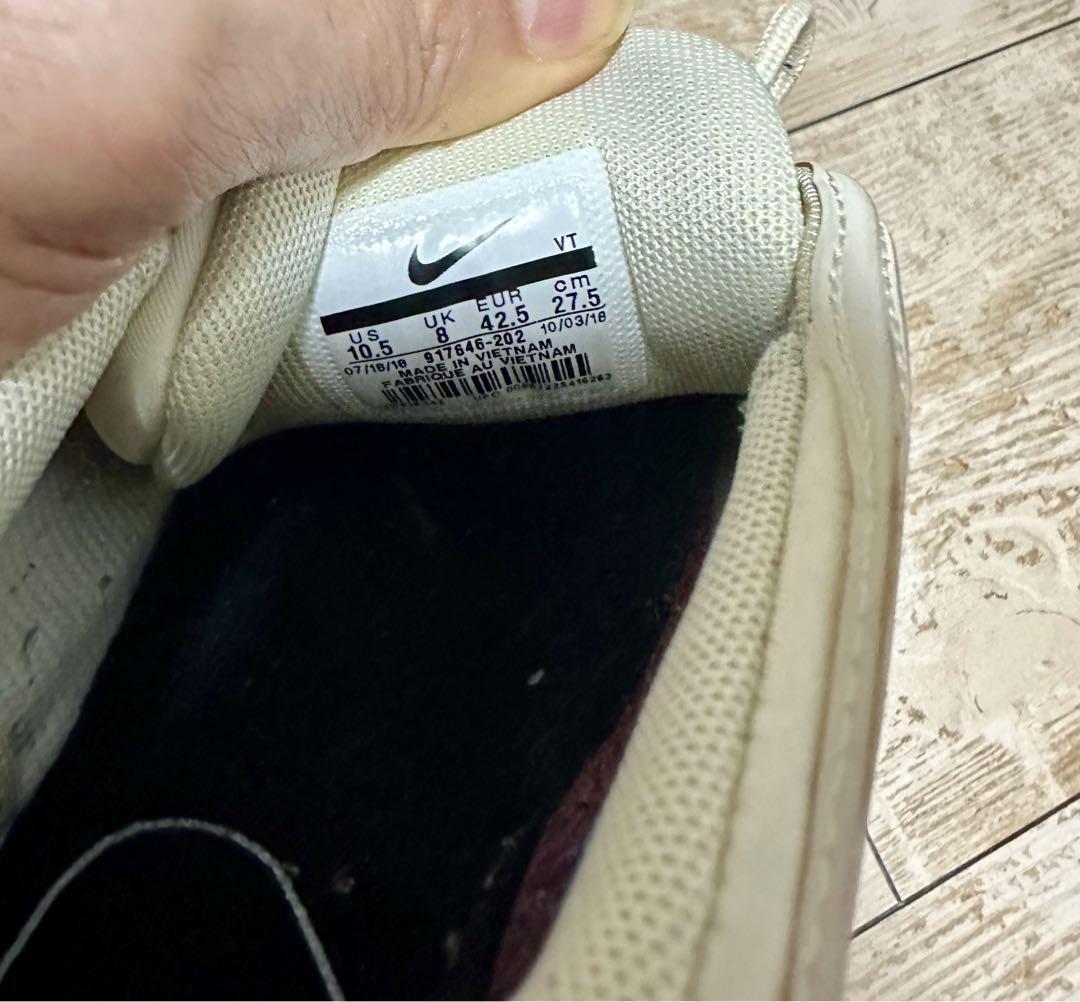 VT
US UK EUR cm
10.5 8 42.5 27.5
07/18/18 917646-202 10/03/18
MADE IN VIETNAM
FABRIQUE AU VIETNAM